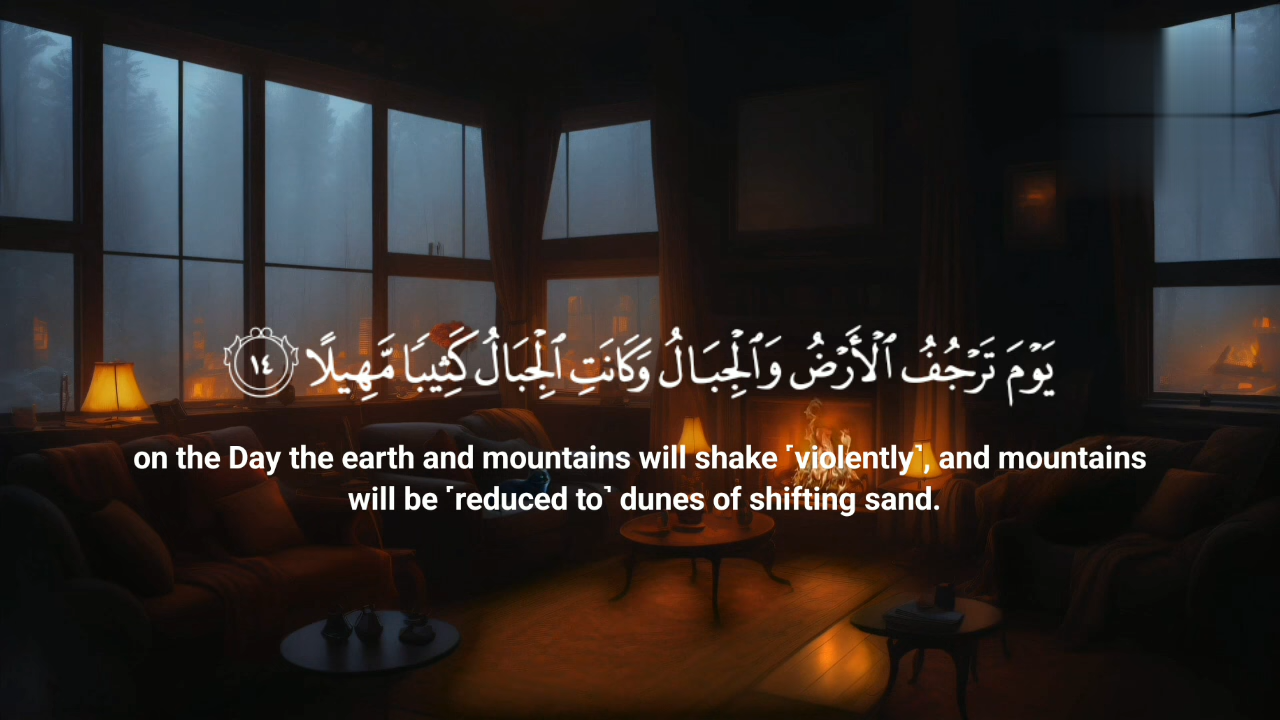 يَوْمَ تَرْجُفُ ٱلْأَرْضُ وَٱلْجِبَالُ وَكَانَتِ ٱلْجِبَالُ كَثِيبًا مَّهِيلًا ١٤
on the Day the earth and mountains will shake ˹violently˺, and mountains
will be ˹reduced to˺ dunes of shifting sand.